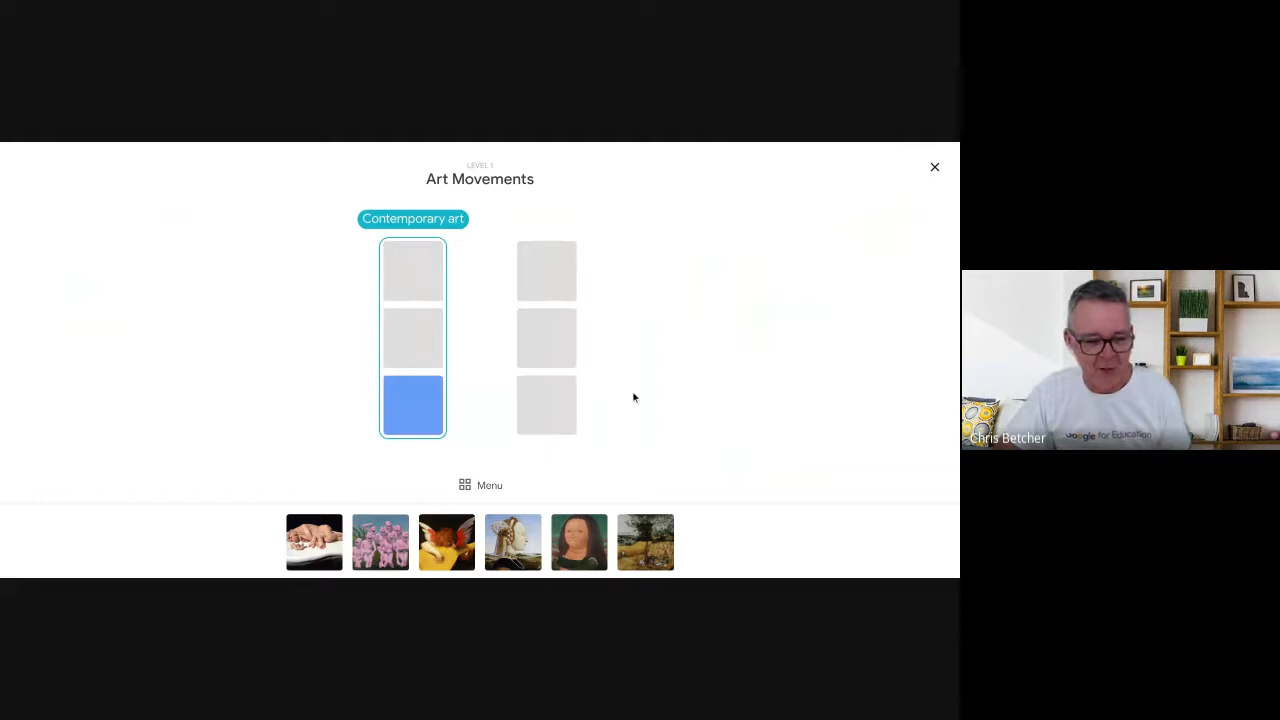 LEVEL 1
Art Movements
Contemporary art
Menu
Chris Betcher
Google for Education